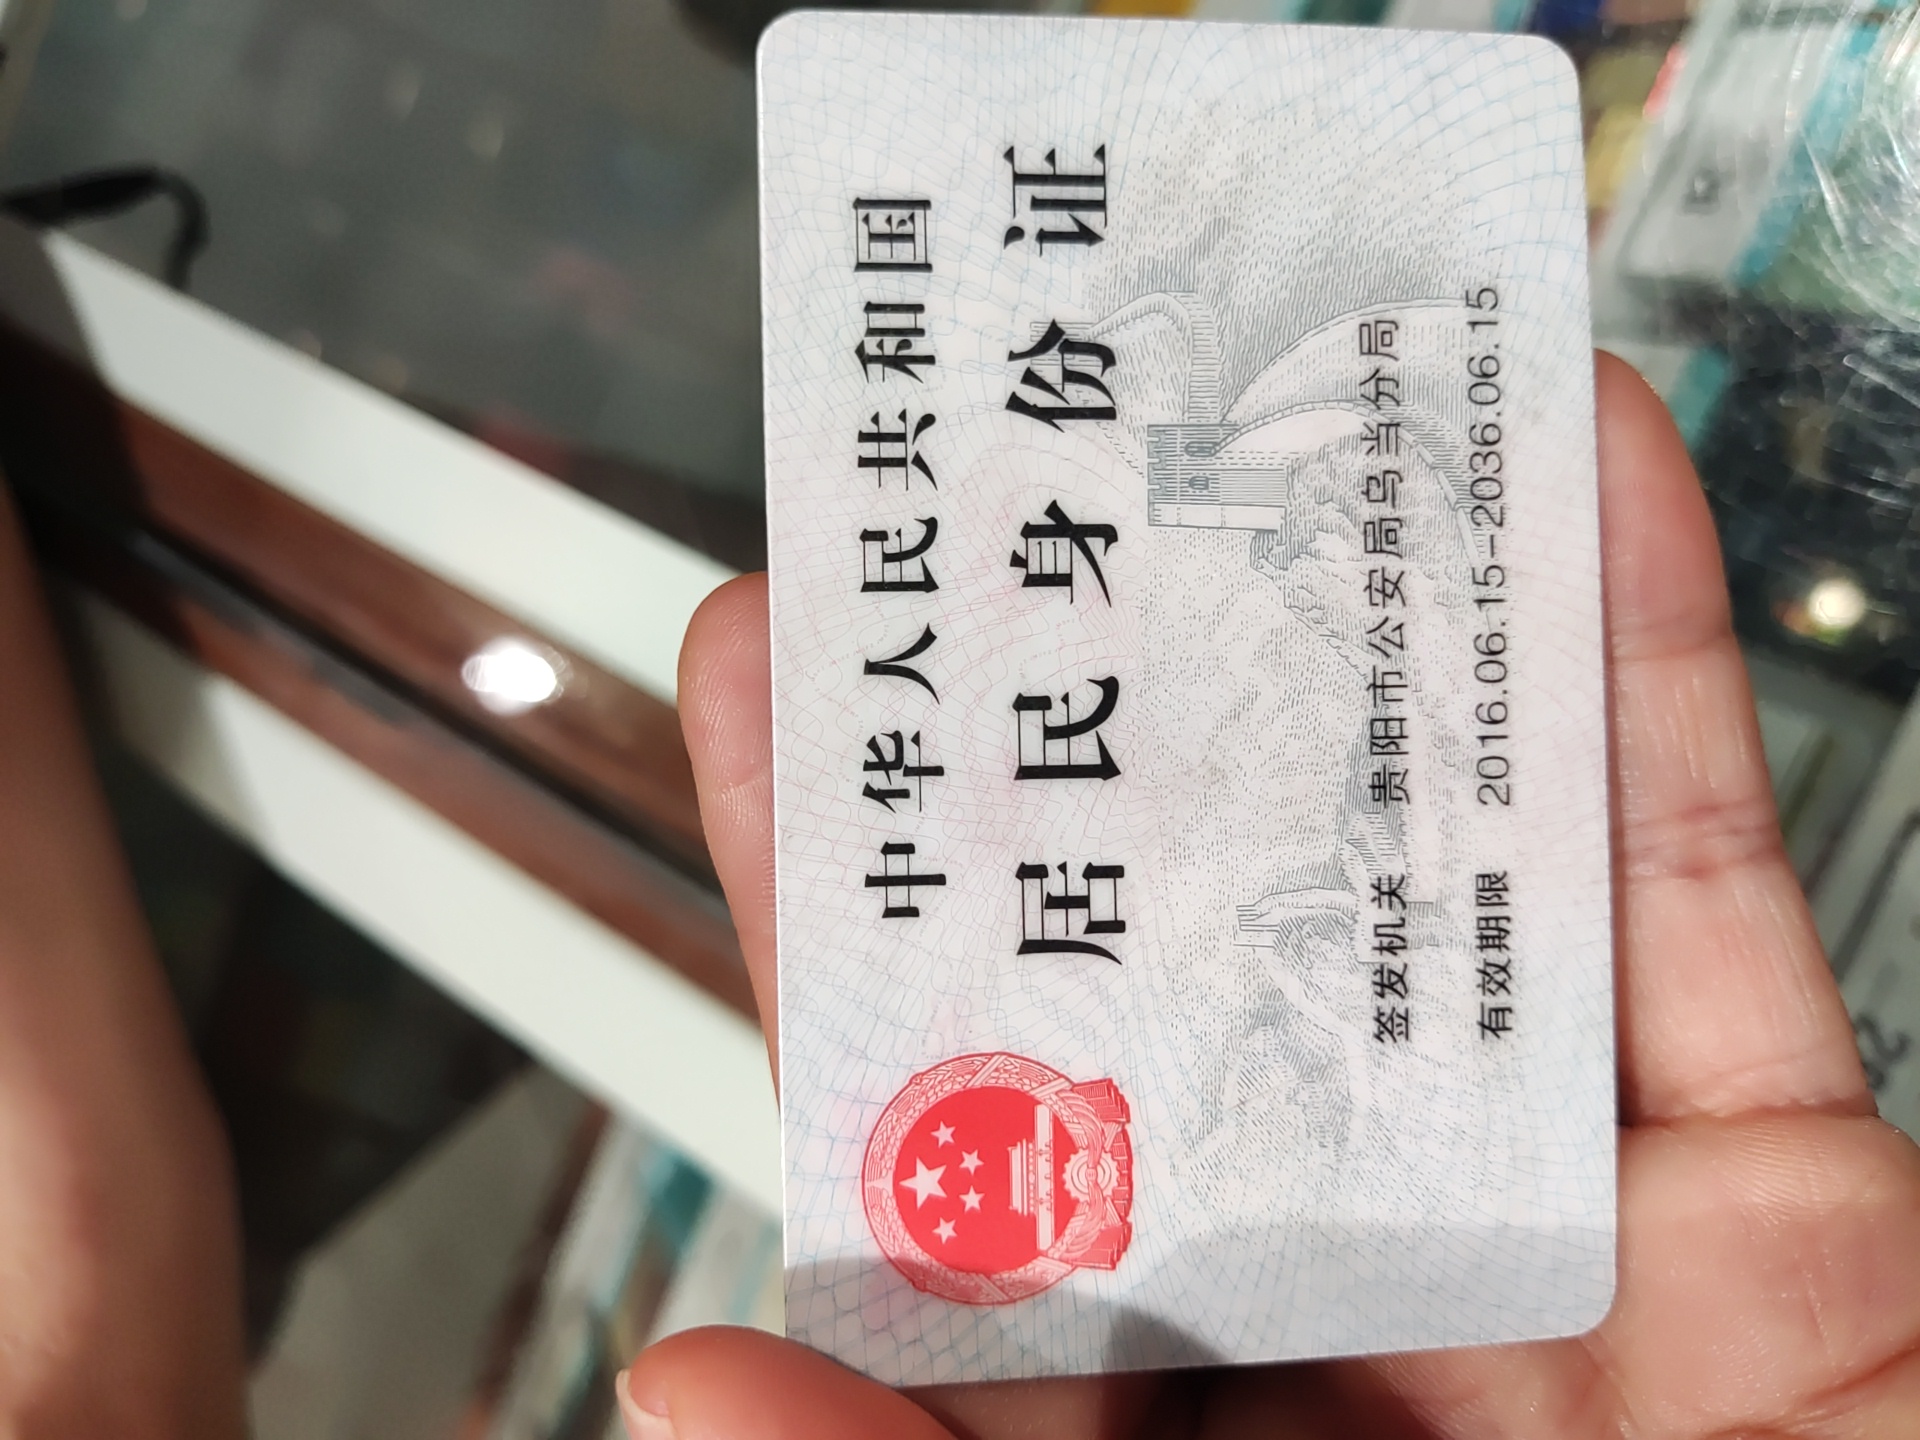 中华人民共和国
居民身份证
签发机关 贵阳市公安局乌当分局
有效期限 2016.06.15-2036.06.15